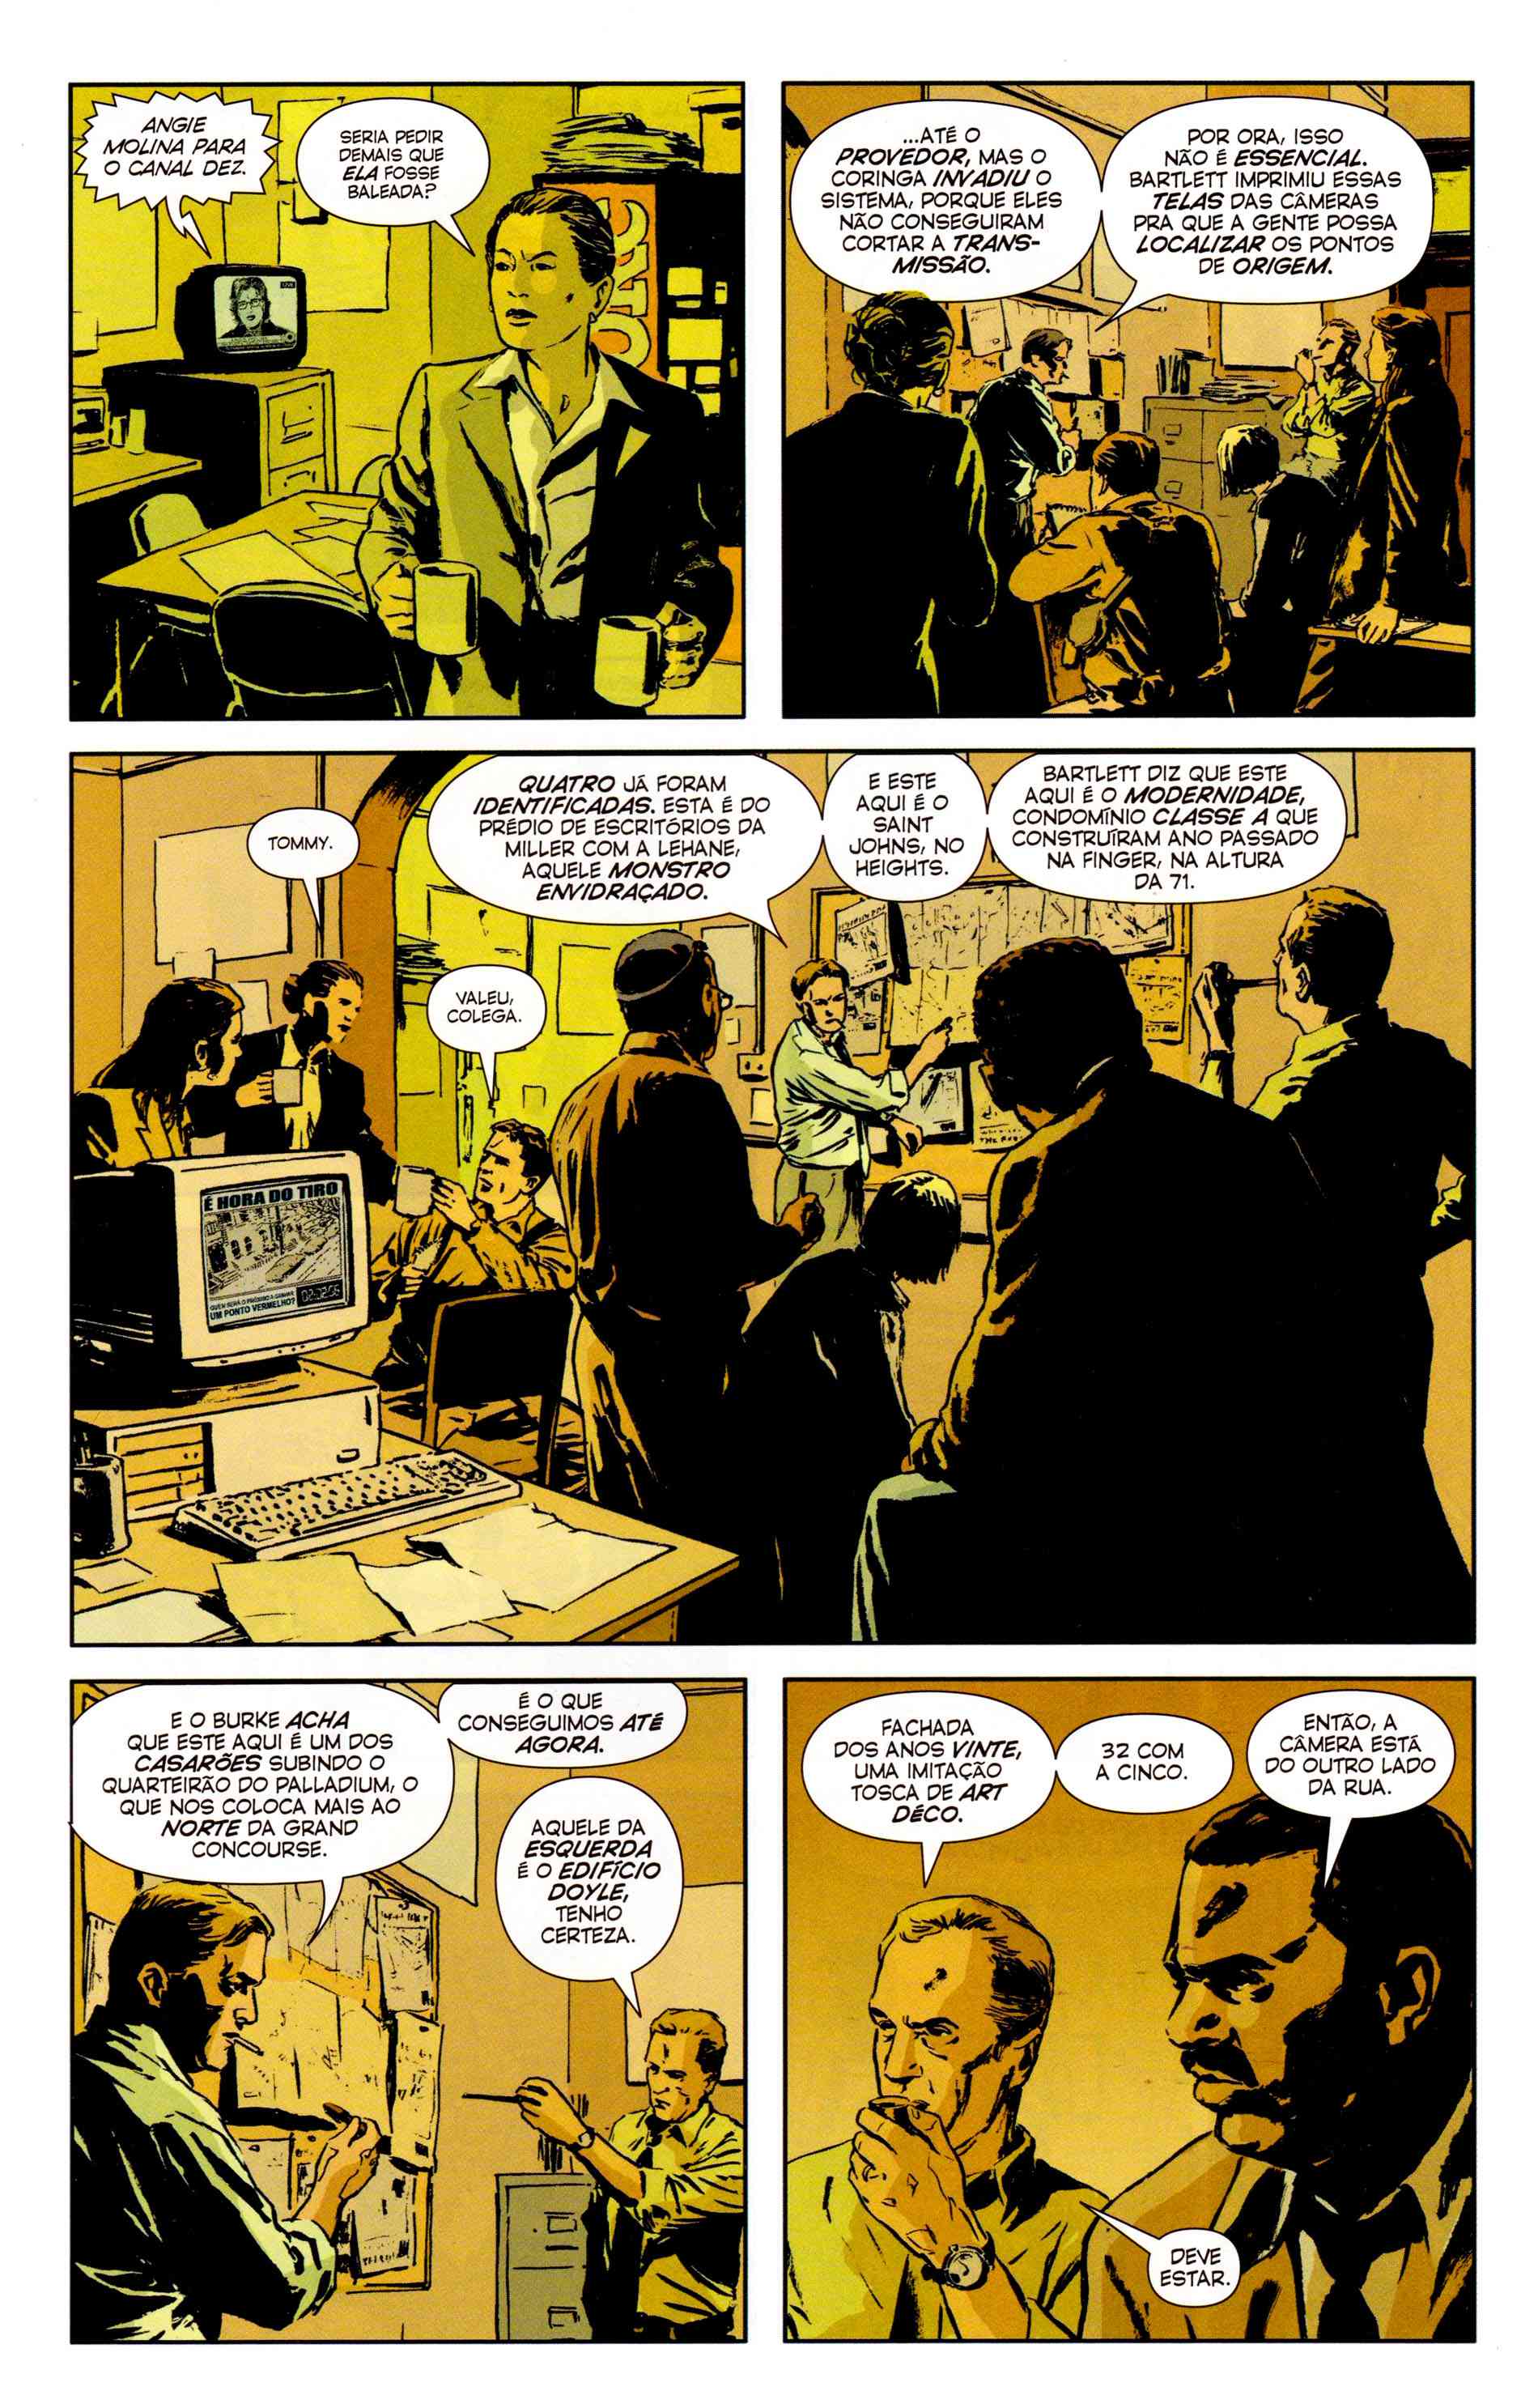 ANGIE
MOLINA PARA
O CANAL DEZ.
SERIA PEDIR
DEMAIS QUE
ELA FOSSE
BALEADA?
...ATÉ O
PROVEDOR, MAS O
CORINGA INVADIU O
SISTEMA, PORQUE ELES
NÃO CONSEGUIRAM
CORTAR A TRANS-
MISSÃO.
POR ORA, ISSO
NÃO É ESSENCIAL.
BARTLETT IMPRIMIU ESSAS
TELAS DAS CÂMERAS
PRA QUE A GENTE POSSA
LOCALIZAR OS PONTOS
DE ORIGEM.
TOMMY.
VALEU,
COLEGA.
QUATRO JÁ FORAM
IDENTIFICADAS. ESTA É DO
PRÉDIO DE ESCRITÓRIOS DA
MILLER COM A LEHANE,
AQUELE MONSTRO
ENVIDRAÇADO.
E ESTE
AQUI É O
SAINT
JOHNS, NO
HEIGHTS.
BARTLETT DIZ QUE ESTE
AQUI É O MODERNIDADE,
CONDOMÍNIO CLASSE A QUE
CONSTRUÍRAM ANO PASSADO
NA FINGER, NA ALTURA
DA 71.
É HORA DO TIRO
QUEM SERÁ O PRÓXIMO A GANHAR
UM PONTO VERMELHO?
E O BURKE ACHA
QUE ESTE AQUI É UM DOS
CASARÕES SUBINDO O
QUARTEIRÃO DO PALLADIUM, O
QUE NOS COLOCA MAIS AO
NORTE DA GRAND
CONCOURSE.
É O QUE
CONSEGUIMOS ATÉ
AGORA.
AQUELE DA
ESQUERDA
É O EDIFÍCIO
DOYLE,
TENHO
CERTEZA.
FACHADA
DOS ANOS VINTE,
UMA IMITAÇÃO
TOSCA DE ART
DÉCO.
32 COM
A CINCO.
ENTÃO, A
CÂMERA ESTÁ
DO OUTRO LADO
DA RUA.
DEVE
ESTAR.